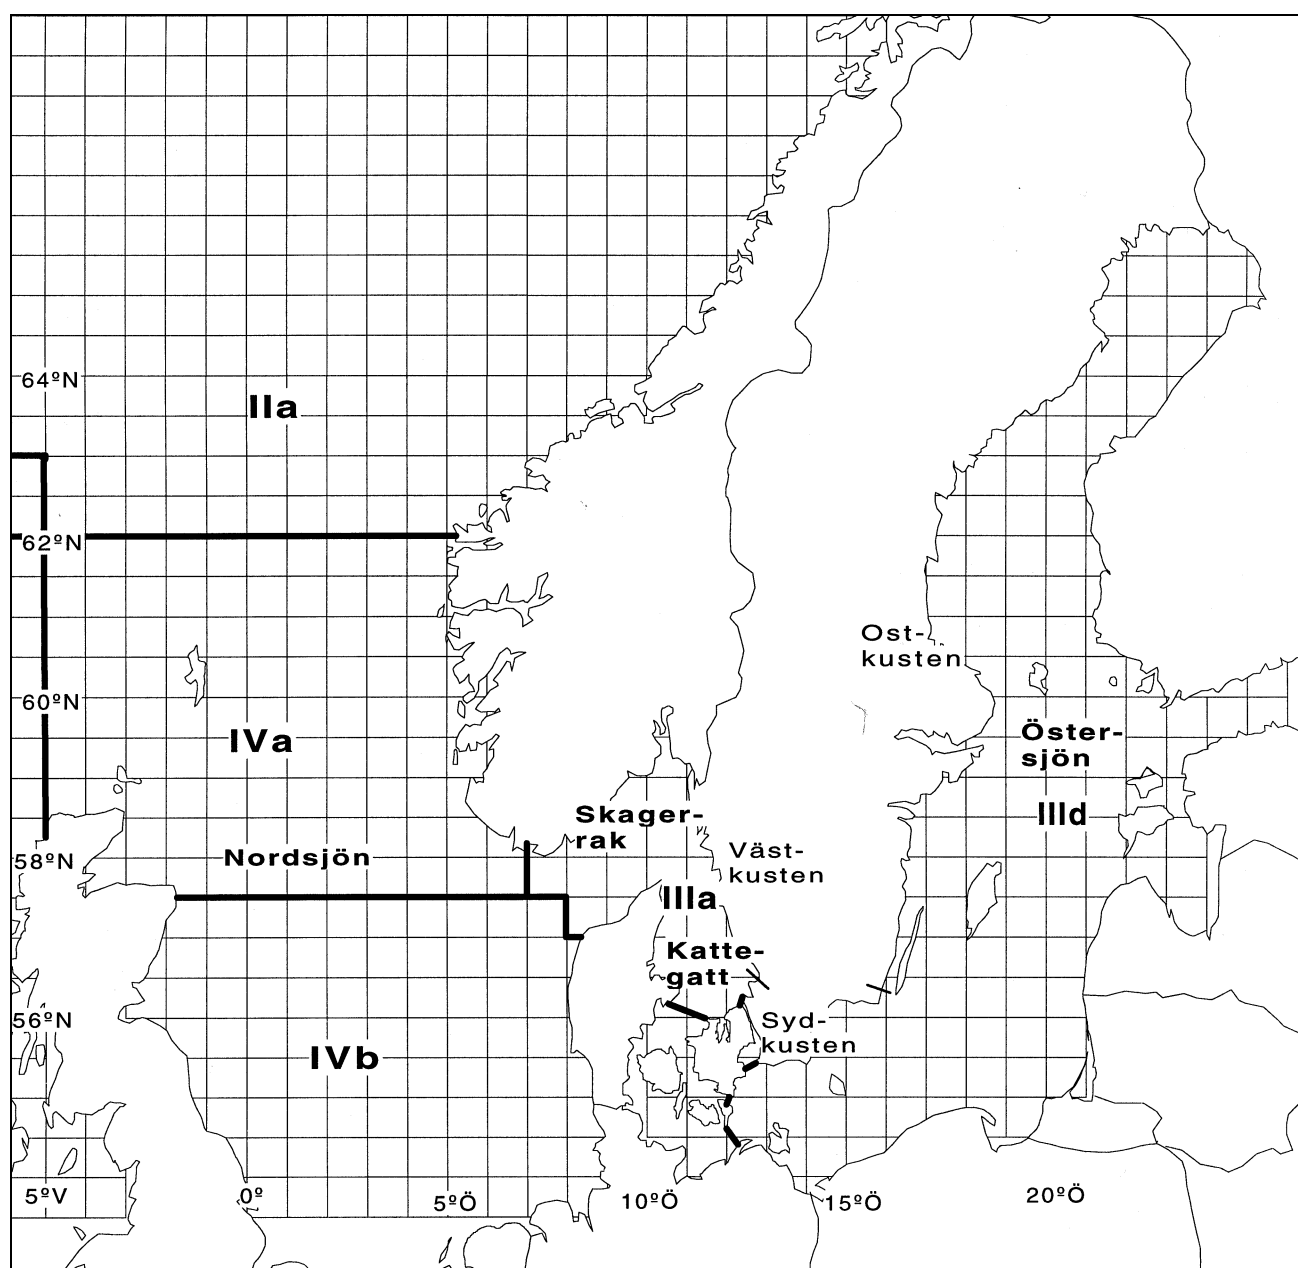 64ºN
IIa
62ºN
Ost-
kusten
60ºN
IVa
Öster-
sjön
Skager-
rak
IIId
Nordsjön
58ºN
Väst-
kusten
IIIa
Katte-
gatt
56ºN
Syd-
kusten
IVb
5ºV
0º
5ºÖ
10ºÖ
15ºÖ
20ºÖ